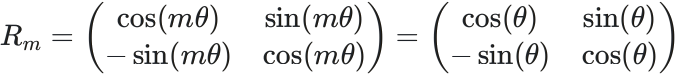 R_m = \begin{pmatrix} \cos(m\theta) & \sin(m\theta) \\ -\sin(m\theta) & \cos(m\theta) \end{pmatrix} = \begin{pmatrix} \cos(\theta) & \sin(\theta) \\ -\sin(\theta) & \cos(\theta) \end{pmatrix}